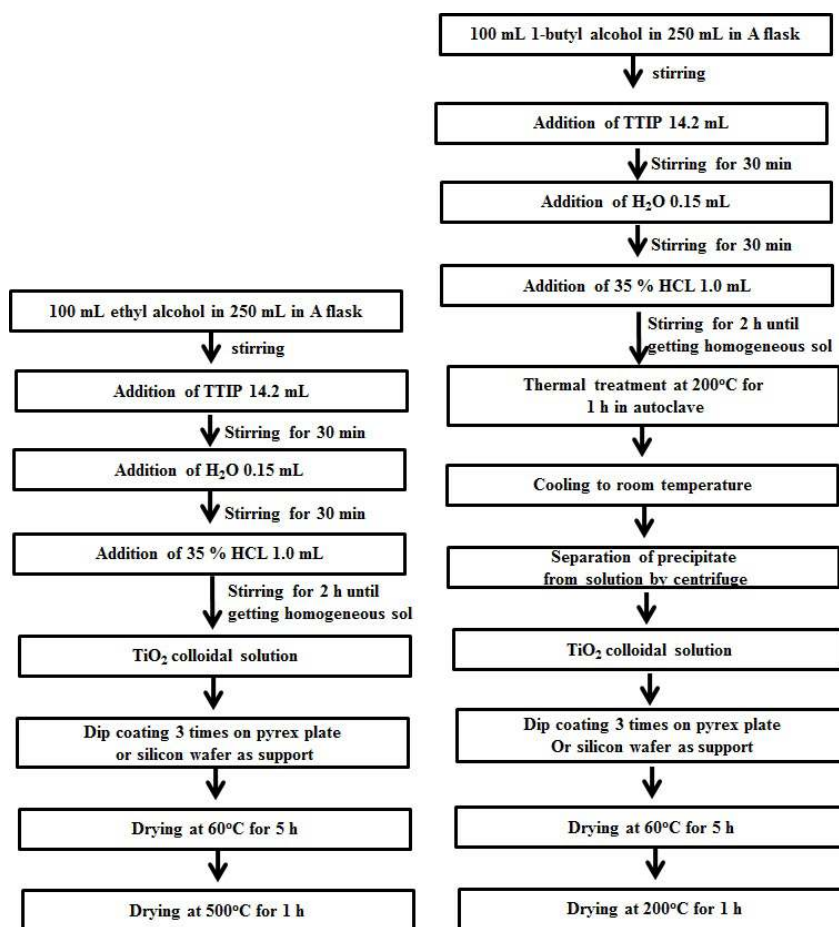 100 mL ethyl alcohol in 250 mL in A flask
stirring
Addition of TTIP 14.2 mL
Stirring for 30 min
Addition of H₂O 0.15 mL
Stirring for 30 min
Addition of 35 % HCL 1.0 mL
Stirring for 2 h until
getting homogeneous sol
TiO₂ colloidal solution
Dip coating 3 times on pyrex plate
or silicon wafer as support
Drying at 60°C for 5 h
Drying at 500°C for 1 h
100 mL 1-butyl alcohol in 250 mL in A flask
stirring
Addition of TTIP 14.2 mL
Stirring for 30 min
Addition of H₂O 0.15 mL
Stirring for 30 min
Addition of 35 % HCL 1.0 mL
Stirring for 2 h until
getting homogeneous sol
Thermal treatment at 200°C for
1 h in autoclave
Cooling to room temperature
Separation of precipitate
from solution by centrifuge
TiO₂ colloidal solution
Dip coating 3 times on pyrex plate
Or silicon wafer as support
Drying at 60°C for 5 h
Drying at 200°C for 1 h